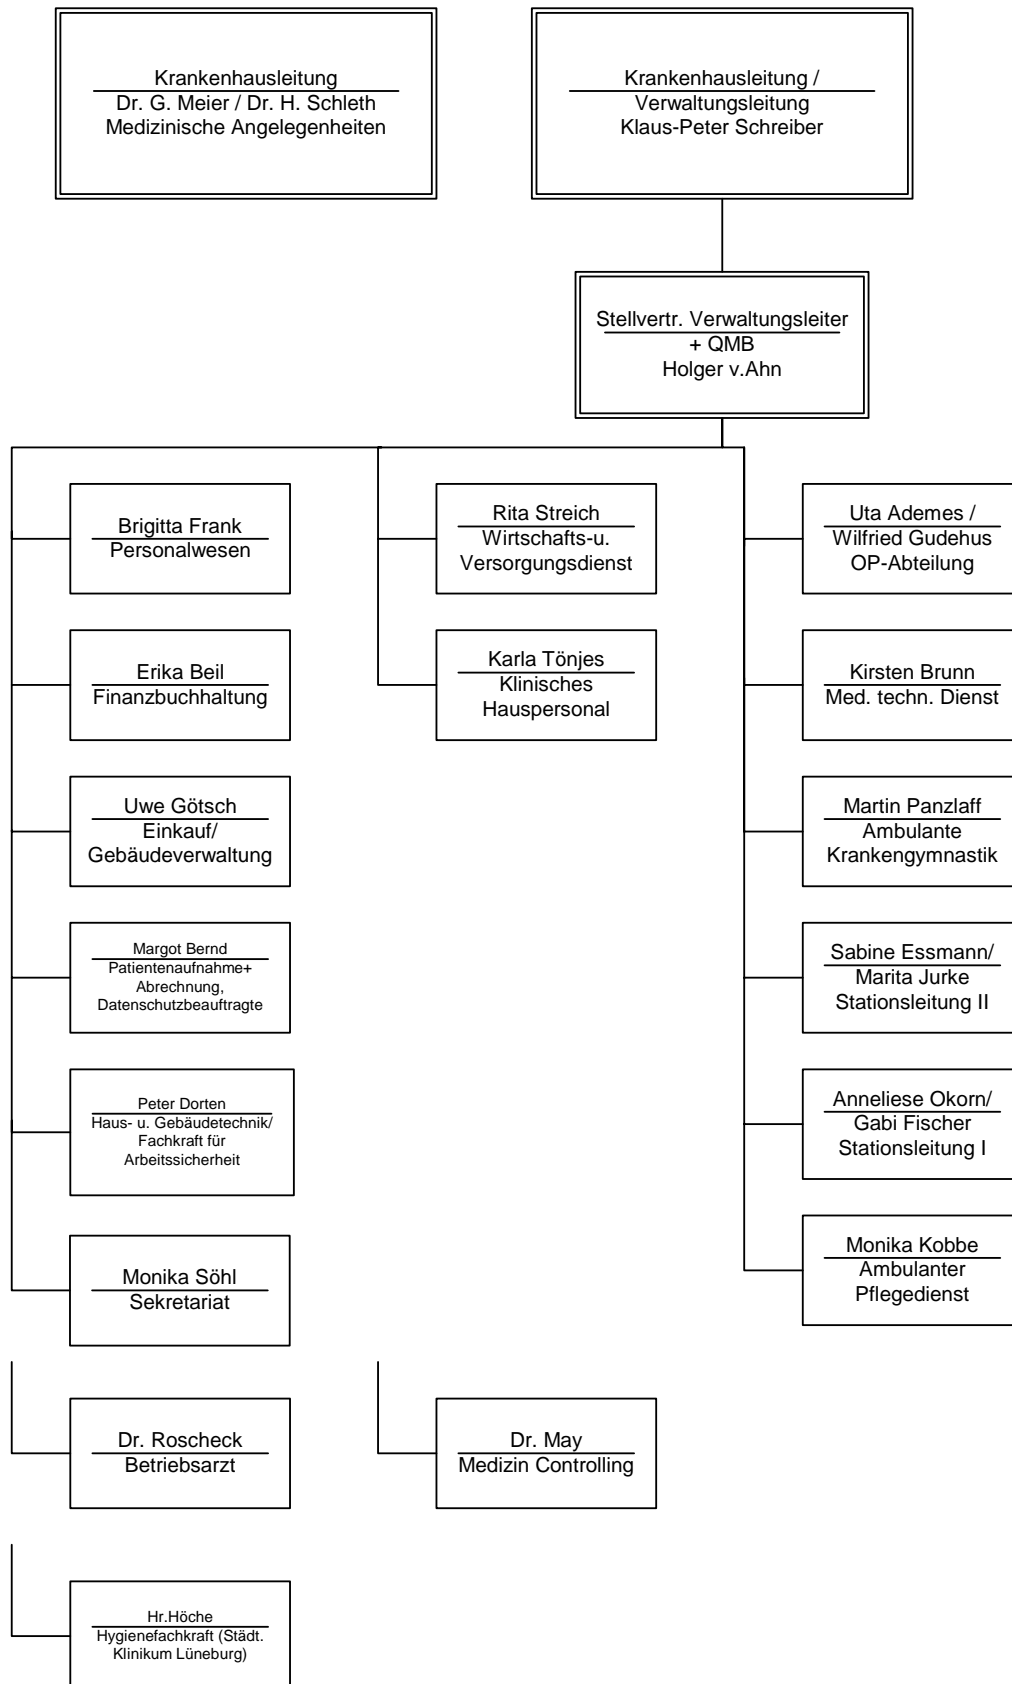 Krankenhausleitung
Dr. G. Meier / Dr. H. Schleth
Medizinische Angelegenheiten
Krankenhausleitung /
Verwaltungsleitung
Klaus-Peter Schreiber
Stellvertr. Verwaltungsleiter
+ QMB
Holger v.Ahn
Brigitta Frank
Personalwesen
Erika Beil
Finanzbuchhaltung
Uwe Götsch
Einkauf/
Gebäudeverwaltung
Margot Bernd
Patientenaufnahme+
Abrechnung,
Datenschutzbeauftragte
Peter Dorten
Haus- u. Gebäudetechnik/
Fachkraft für
Arbeitssicherheit
Monika Söhl
Sekretariat
Rita Streich
Wirtschafts-u.
Versorgungsdienst
Karla Tönjes
Klinisches
Hauspersonal
Uta Ademes /
Wilfried Gudehus
OP-Abteilung
Kirsten Brunn
Med. techn. Dienst
Martin Panzlaff
Ambulante
Krankengymnastik
Sabine Essmann/
Marita Jurke
Stationsleitung II
Anneliese Okorn/
Gabi Fischer
Stationsleitung I
Monika Kobbe
Ambulanter
Pflegedienst
Dr. Roscheck
Betriebsarzt
Dr. May
Medizin Controlling
Hr.Höche
Hygienefachkraft (Städt.
Klinikum Lüneburg)